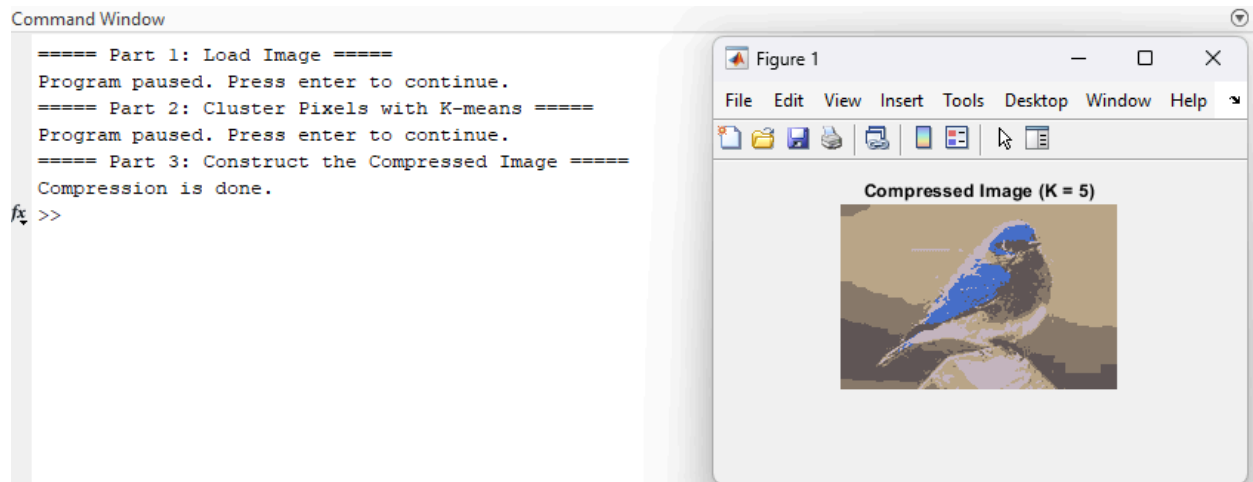 Command Window
===== Part 1: Load Image =====
Program paused. Press enter to continue.
===== Part 2: Cluster Pixels with K-means =====
Program paused. Press enter to continue.
===== Part 3: Construct the Compressed Image =====
Compression is done.
fx >>
Figure 1
File Edit View Insert Tools Desktop Window Help
Compressed Image (K = 5)